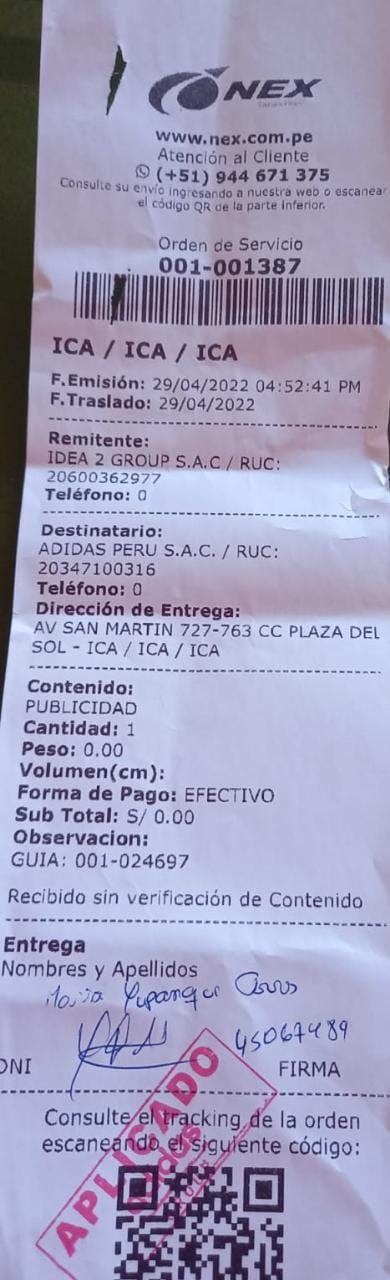 NEX
www.nex.com.pe
Atención al Cliente
(+51) 944 671 375
Consulte su envío ingresando a nuestra web o escanear
el código QR de la parte inferior.
Orden de Servicio
001-001387
ICA / ICA / ICA
F.Emisión: 29/04/2022 04:52:41 PM
F.Traslado: 29/04/2022
Remitente:
IDEA 2 GROUP S.A.C / RUC:
20600362977
Teléfono: 0
Destinatario:
ADIDAS PERU S.A.C. / RUC:
20347100316
Teléfono: 0
Dirección de Entrega:
AV SAN MARTIN 727-763 CC PLAZA DEL
SOL - ICA / ICA / ICA
Contenido:
PUBLICIDAD
Cantidad: 1
Peso: 0.00
Volumen(cm):
Forma de Pago: EFECTIVO
Sub Total: S/ 0.00
Observacion:
GUIA: 001-024697
Recibido sin verificación de Contenido
Entrega
Nombres y Apellidos
Yupanqui
45067489
DNI FIRMA
Consulte el tracking de la orden
escaneando el siguiente código:
APLICADO
adidas